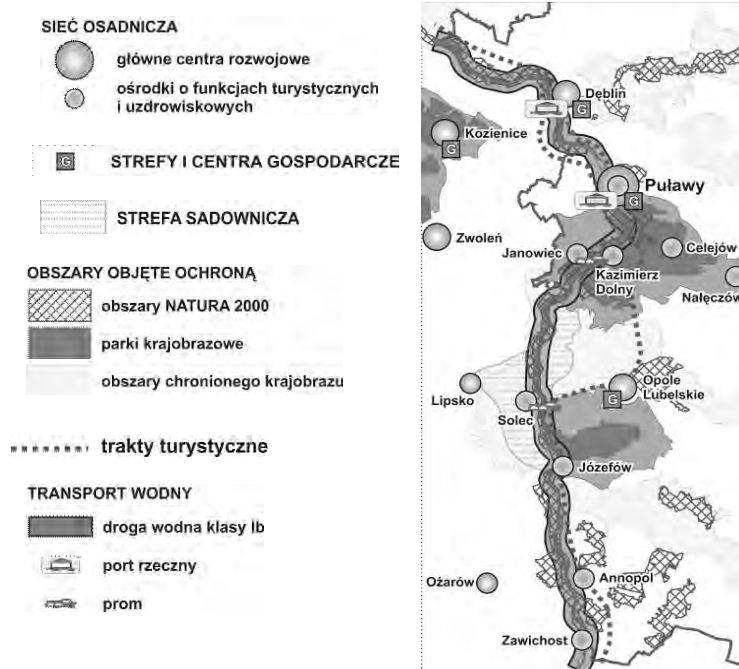 SIEĆ OSADNICZA
główne centra rozwojowe
ośrodki o funkcjach turystycznych
i uzdrowiskowych
G STREFY I CENTRA GOSPODARCZE
STREFA SADOWNICZA
OBSZARY OBJĘTE OCHRONĄ
obszary NATURA 2000
parki krajobrazowe
obszary chronionego krajobrazu
trakty turystyczne
TRANSPORT WODNY
droga wodna klasy Ib
port rzeczny
prom
Dęblin
G
Kozienice
G
Puławy
G
Zwoleń
Janowiec
Celejów
Kazimierz
Dolny
Nałęczów
Lipsko
Opole
Lubelskie
G
Solec
Józefów
Ożarów
Annopol
Zawichost